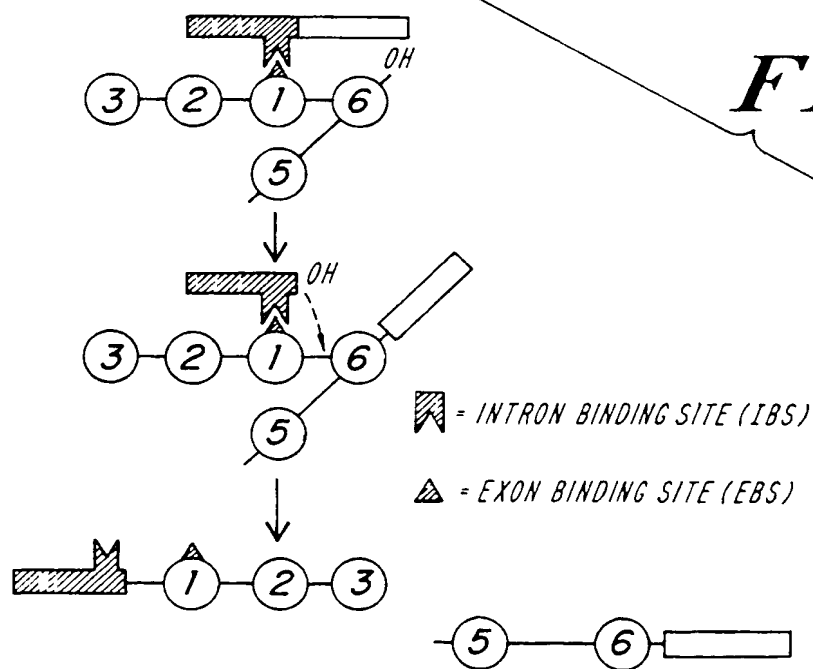 OH
3 2 1 6
5
OH
3 2 1 6
5
= INTRON BINDING SITE (IBS)
= EXON BINDING SITE (EBS)
1 2 3
5 6